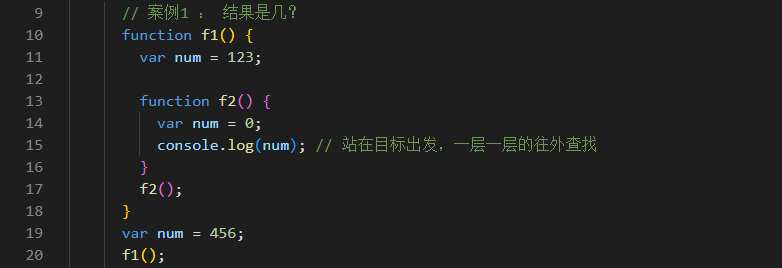 9 // 案例1 : 结果是几?
10 function f1() {
11 var num = 123;
12
13 function f2() {
14 var num = 0;
15 console.log(num); // 站在目标出发，一层一层的往外查找
16 }
17 f2();
18 }
19 var num = 456;
20 f1();